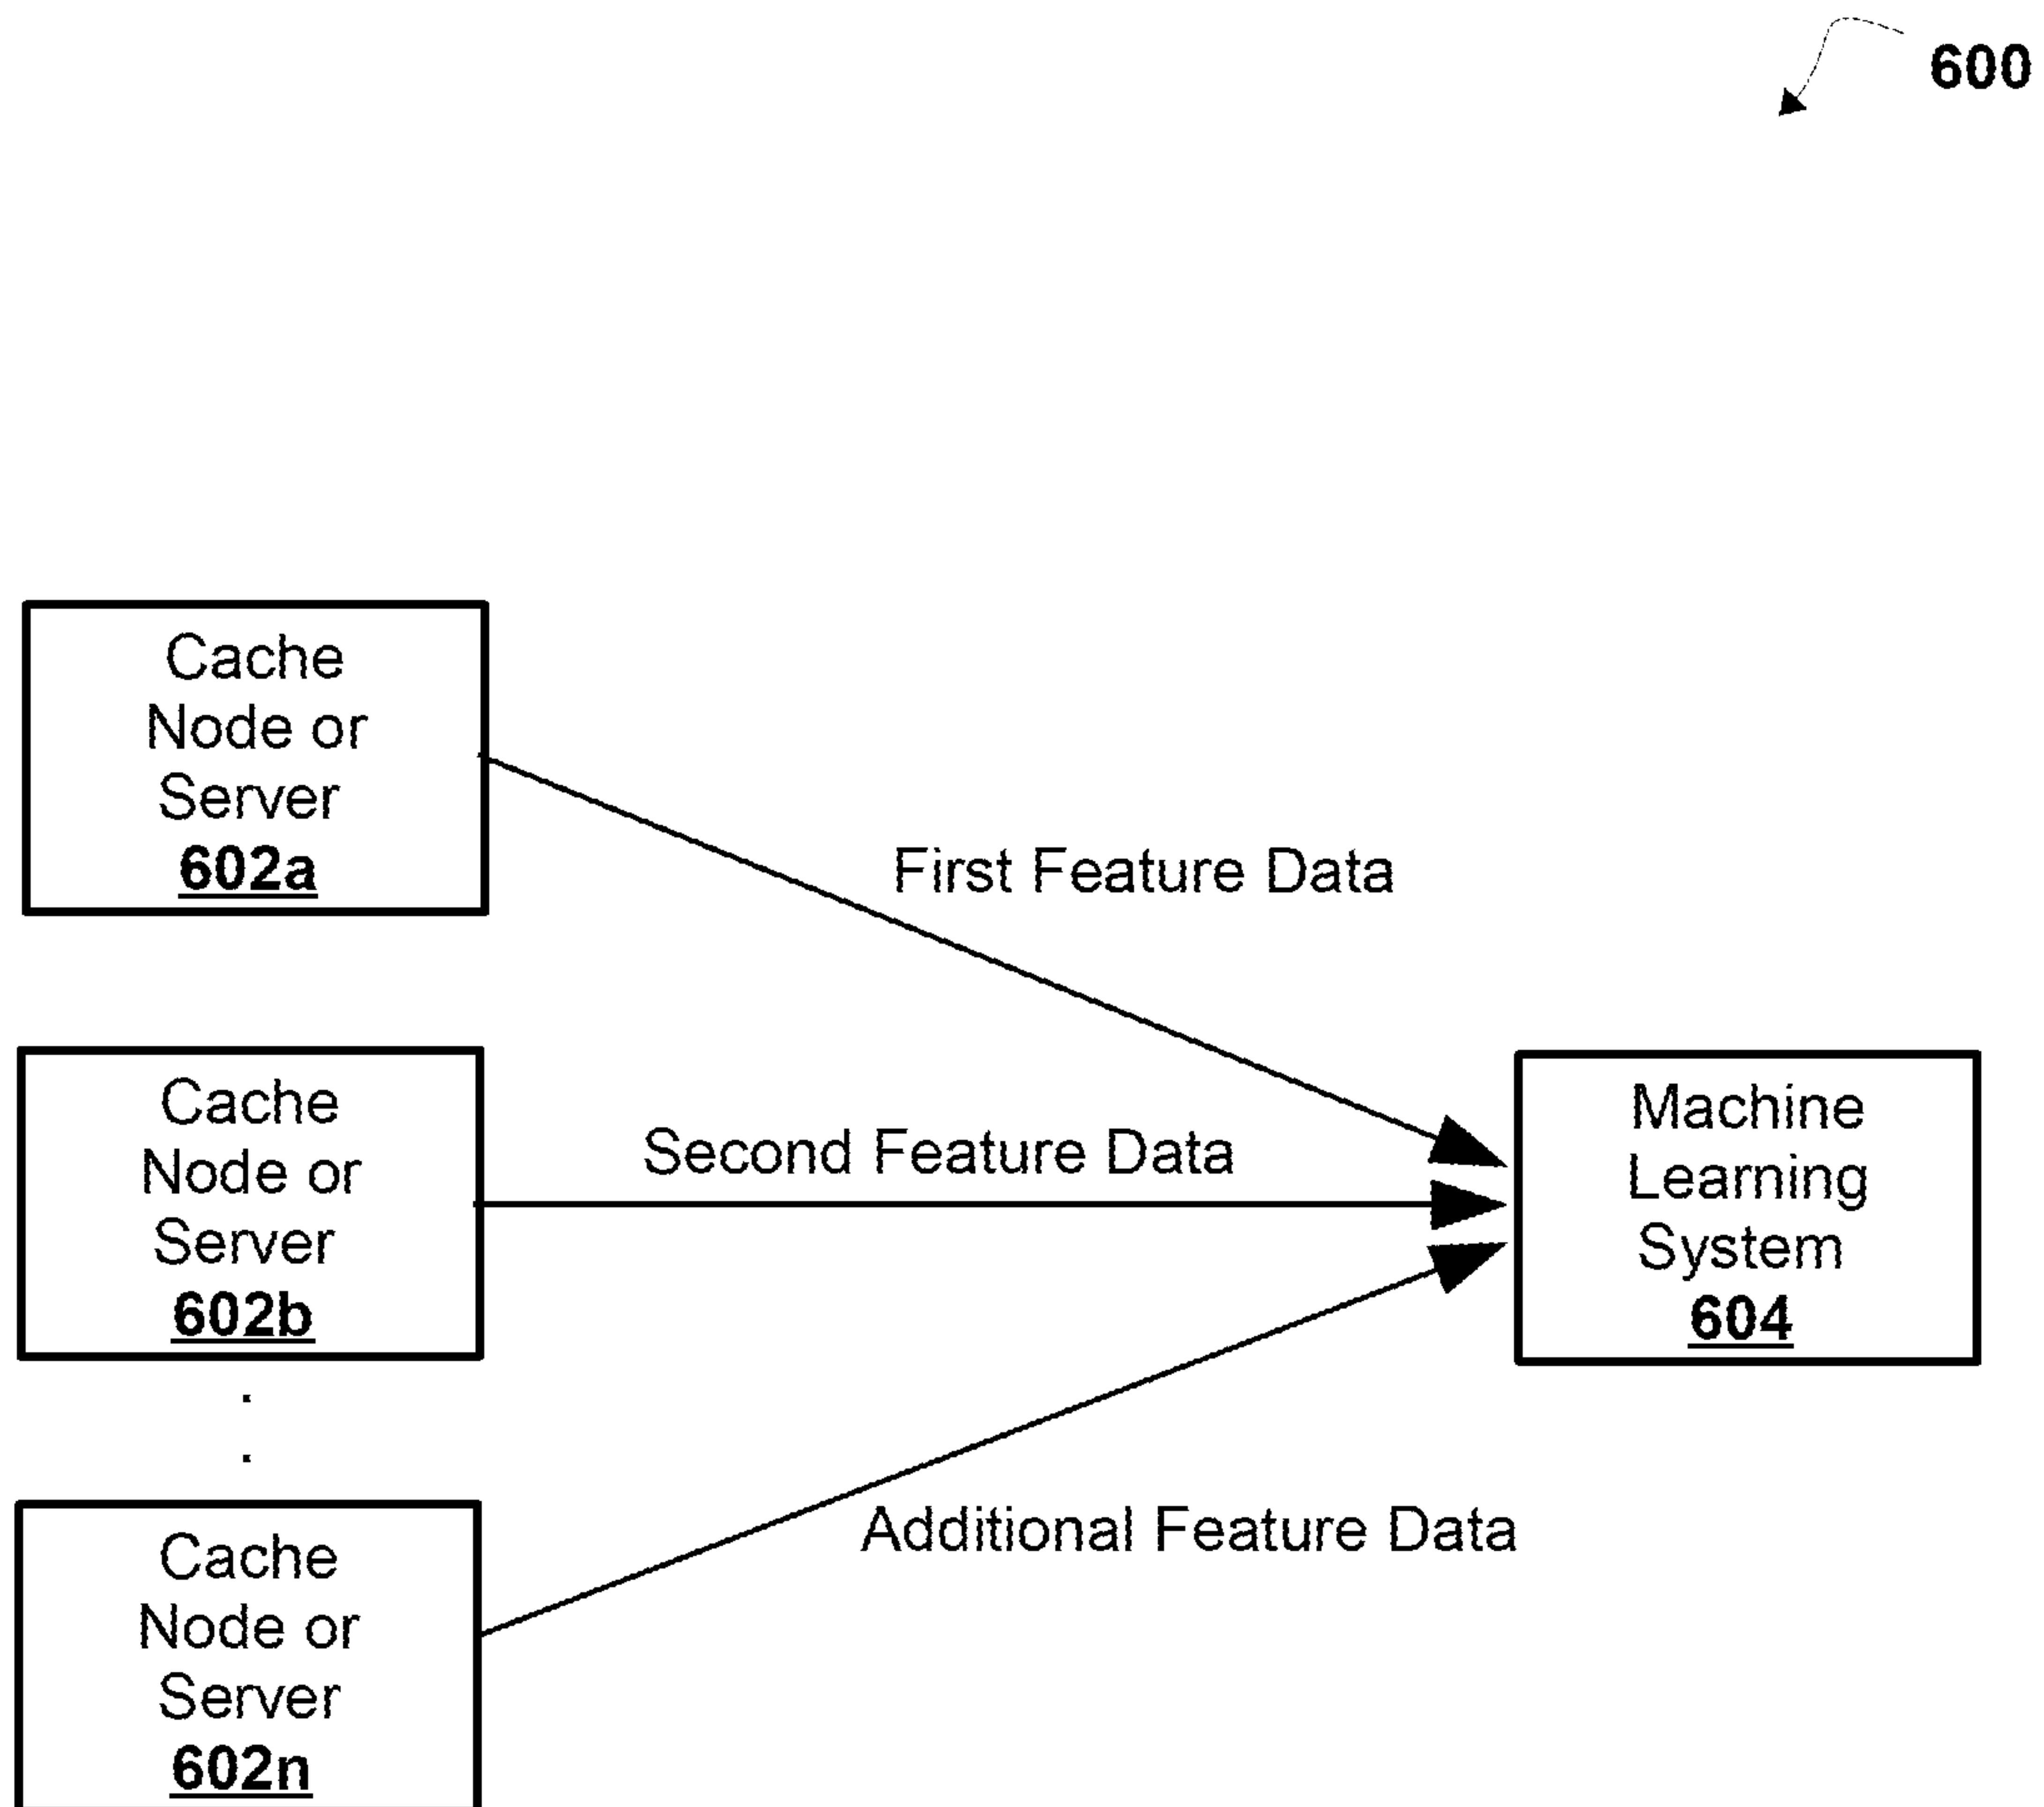 600
Cache
Node or
Server
602a
First Feature Data
Cache
Node or
Server
602b
Second Feature Data
Machine
Learning
System
604
.
.
Additional Feature Data
Cache
Node or
Server
602n